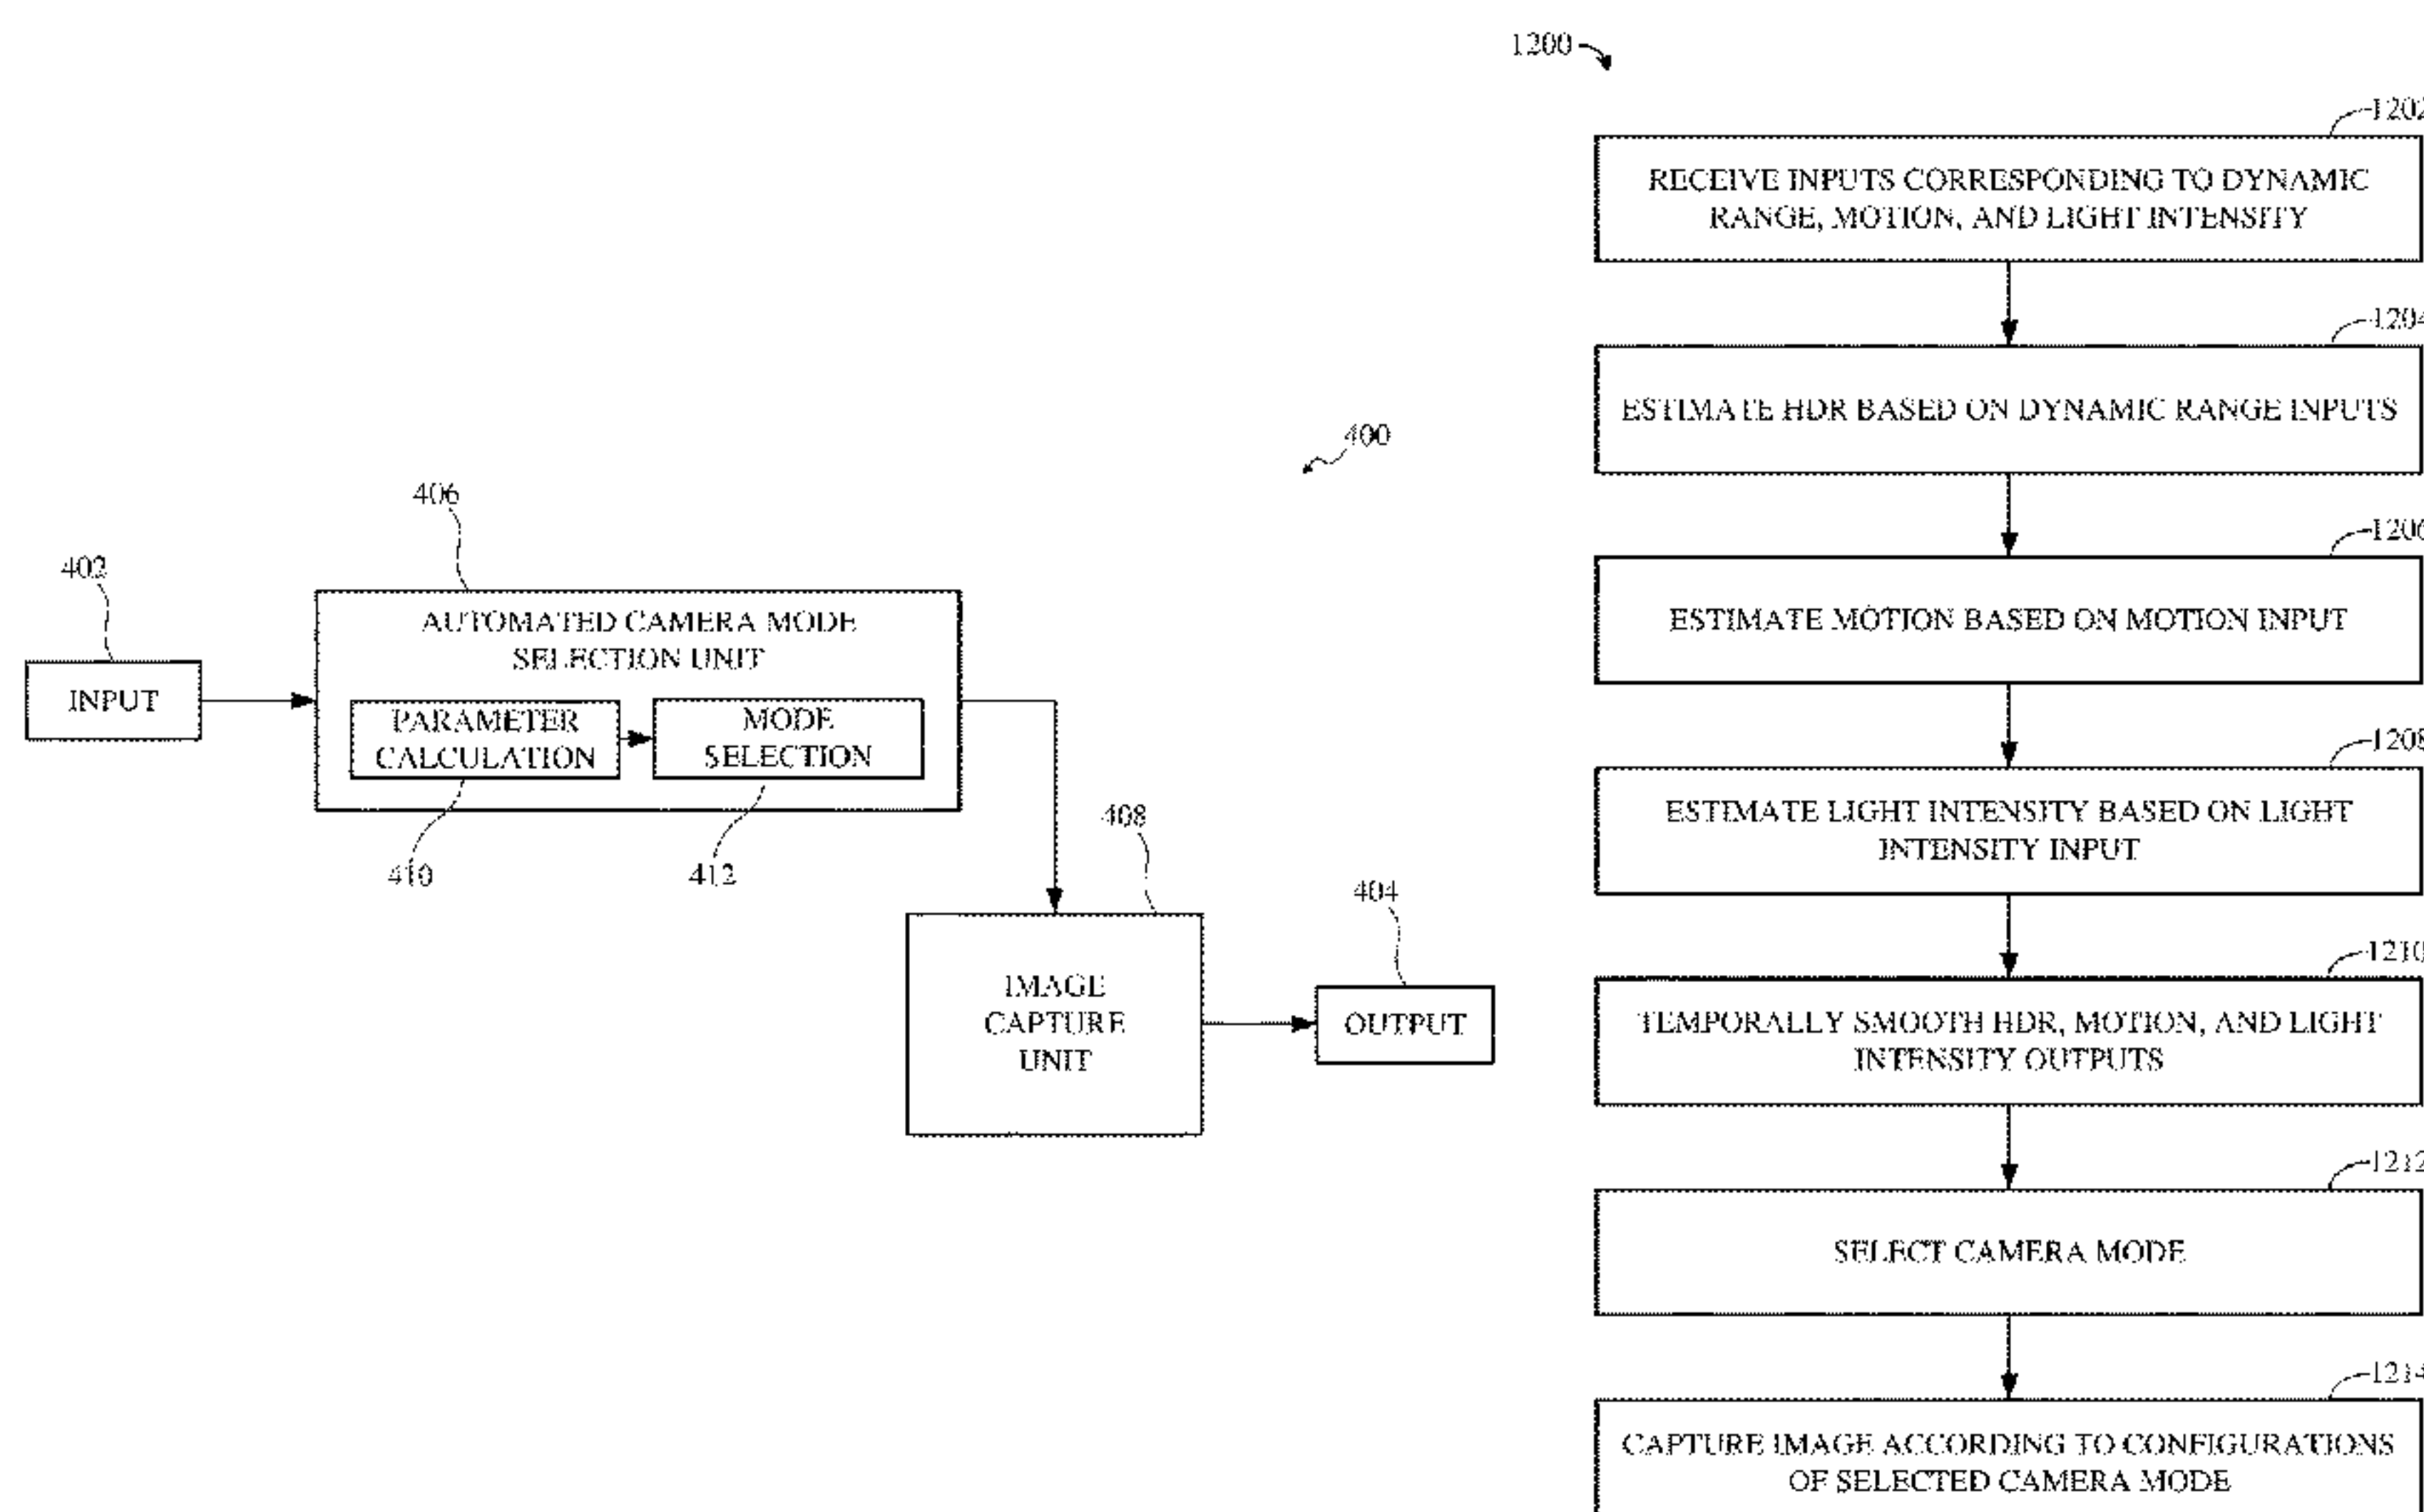 400
402
INPUT
406
AUTOMATED CAMERA MODE
SELECTION UNIT
PARAMETER
CALCULATION
MODE
SELECTION
410
412
408
IMAGE
CAPTURE
UNIT
404
OUTPUT
1200
1202
RECEIVE INPUTS CORRESPONDING TO DYNAMIC
RANGE, MOTION, AND LIGHT INTENSITY
1204
ESTIMATE HDR BASED ON DYNAMIC RANGE INPUTS
1206
ESTIMATE MOTION BASED ON MOTION INPUT
1208
ESTIMATE LIGHT INTENSITY BASED ON LIGHT
INTENSITY INPUT
1210
TEMPORALLY SMOOTH HDR, MOTION, AND LIGHT
INTENSITY OUTPUTS
1212
SELECT CAMERA MODE
1214
CAPTURE IMAGE ACCORDING TO CONFIGURATIONS
OF SELECTED CAMERA MODE